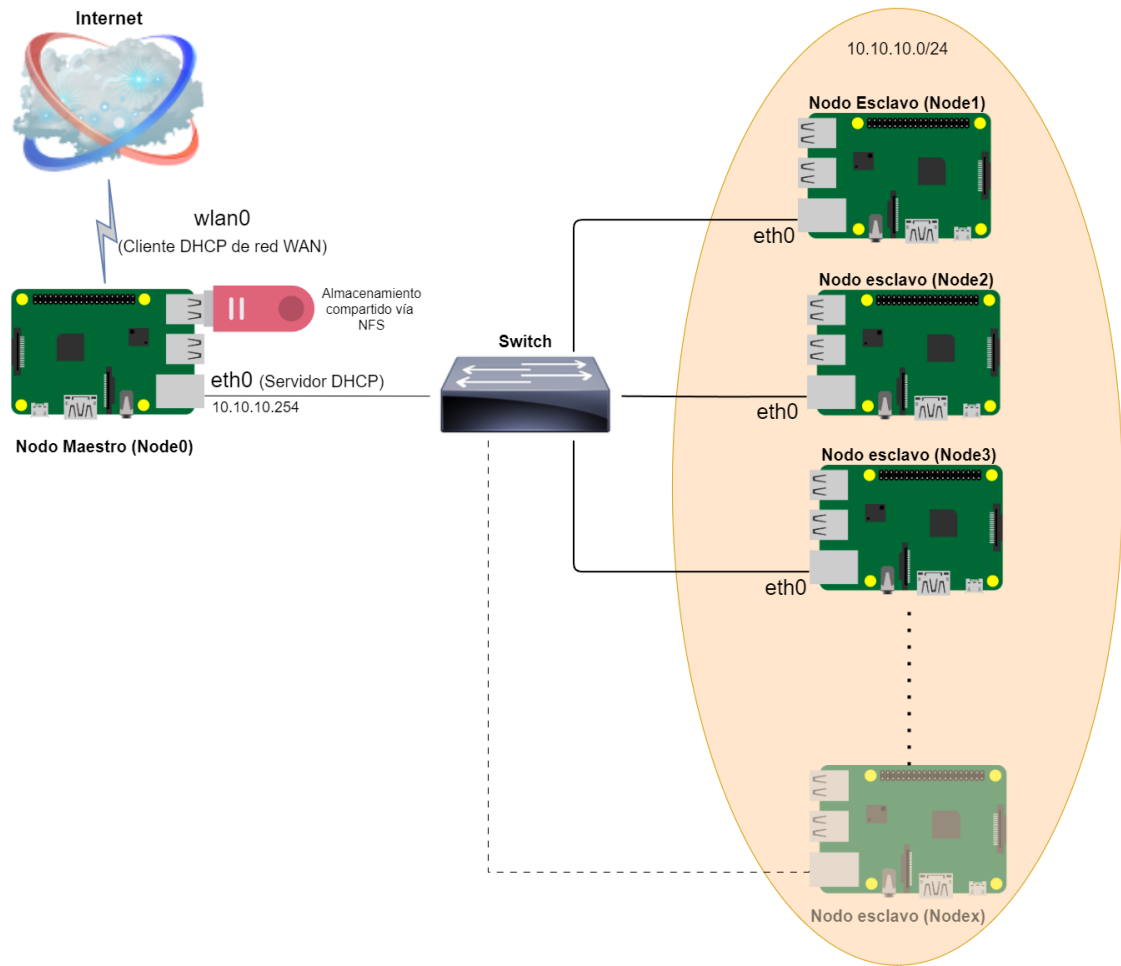 Internet
10.10.10.0/24
Nodo Esclavo (Node1)
wlan0
(Cliente DHCP de red WAN)
eth0
Nodo esclavo (Node2)
Almacenamiento
compartido vía
NFS
Switch
eth0 (Servidor DHCP)
10.10.10.254
eth0
Nodo Maestro (Node0)
Nodo esclavo (Node3)
eth0
Nodo esclavo (Nodex)